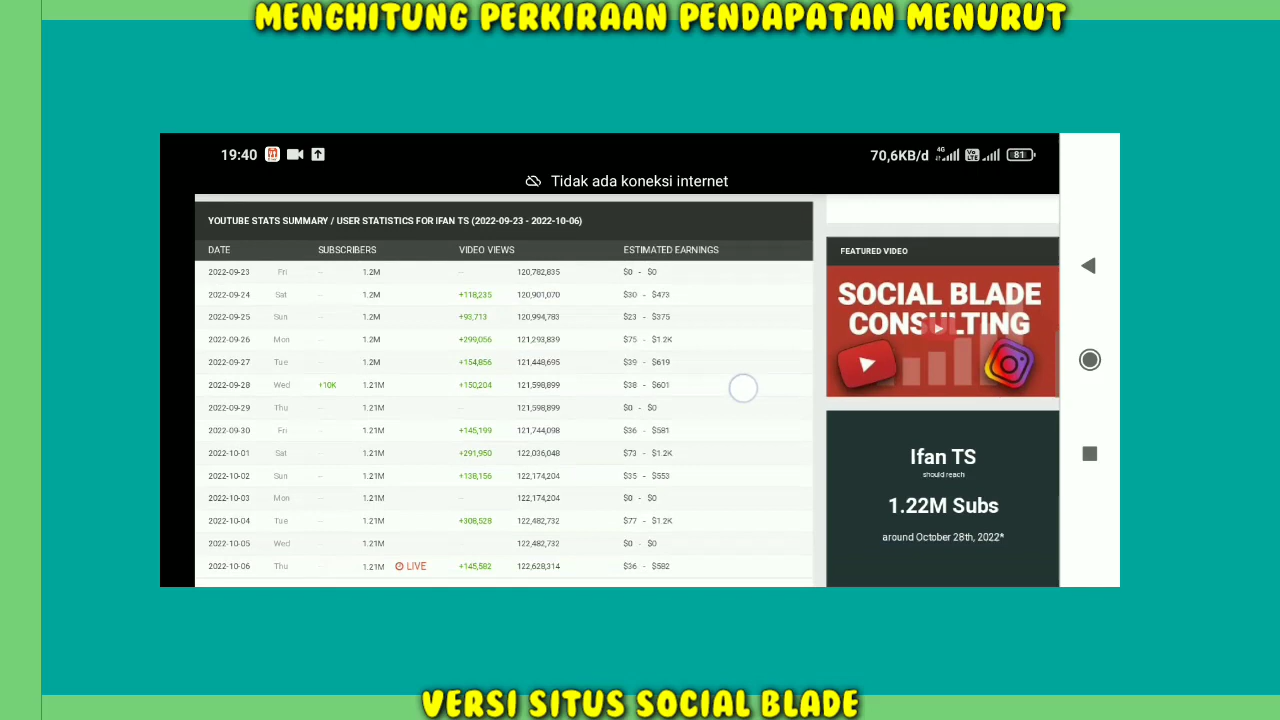 MENGHITUNG PERKIRAAN PENDAPATAN MENURUT
19:40 70,6KB/d 4G Vo LTE 81
Tidak ada koneksi internet
YOUTUBE STATS SUMMARY / USER STATISTICS FOR IFAN TS (2022-09-23 - 2022-10-06)
DATE SUBSCRIBERS VIDEO VIEWS ESTIMATED EARNINGS
2022-09-23 Fri -- 1.2M -- 120,782,835 $0 - $0
2022-09-24 Sat -- 1.2M +118,235 120,901,070 $30 - $473
2022-09-25 Sun -- 1.2M +93,713 120,994,783 $23 - $375
2022-09-26 Mon -- 1.2M +299,056 121,293,839 $75 - $1.2K
2022-09-27 Tue -- 1.2M +154,856 121,448,695 $39 - $619
2022-09-28 Wed +10K 1.21M +150,204 121,598,899 $38 - $601
2022-09-29 Thu -- 1.21M -- 121,598,899 $0 - $0
2022-09-30 Fri -- 1.21M +145,199 121,744,098 $36 - $581
2022-10-01 Sat -- 1.21M +291,950 122,036,048 $73 - $1.2K
2022-10-02 Sun -- 1.21M +138,156 122,174,204 $35 - $553
2022-10-03 Mon -- 1.21M -- 122,174,204 $0 - $0
2022-10-04 Tue -- 1.21M +308,528 122,482,732 $77 - $1.2K
2022-10-05 Wed -- 1.21M -- 122,482,732 $0 - $0
2022-10-06 Thu 1.21M LIVE +145,582 122,628,314 $36 - $582
FEATURED VIDEO
SOCIAL BLADE
CONSULTING
Ifan TS
should reach
1.22M Subs
around October 28th, 2022*
VERSI SITUS SOCIAL BLADE